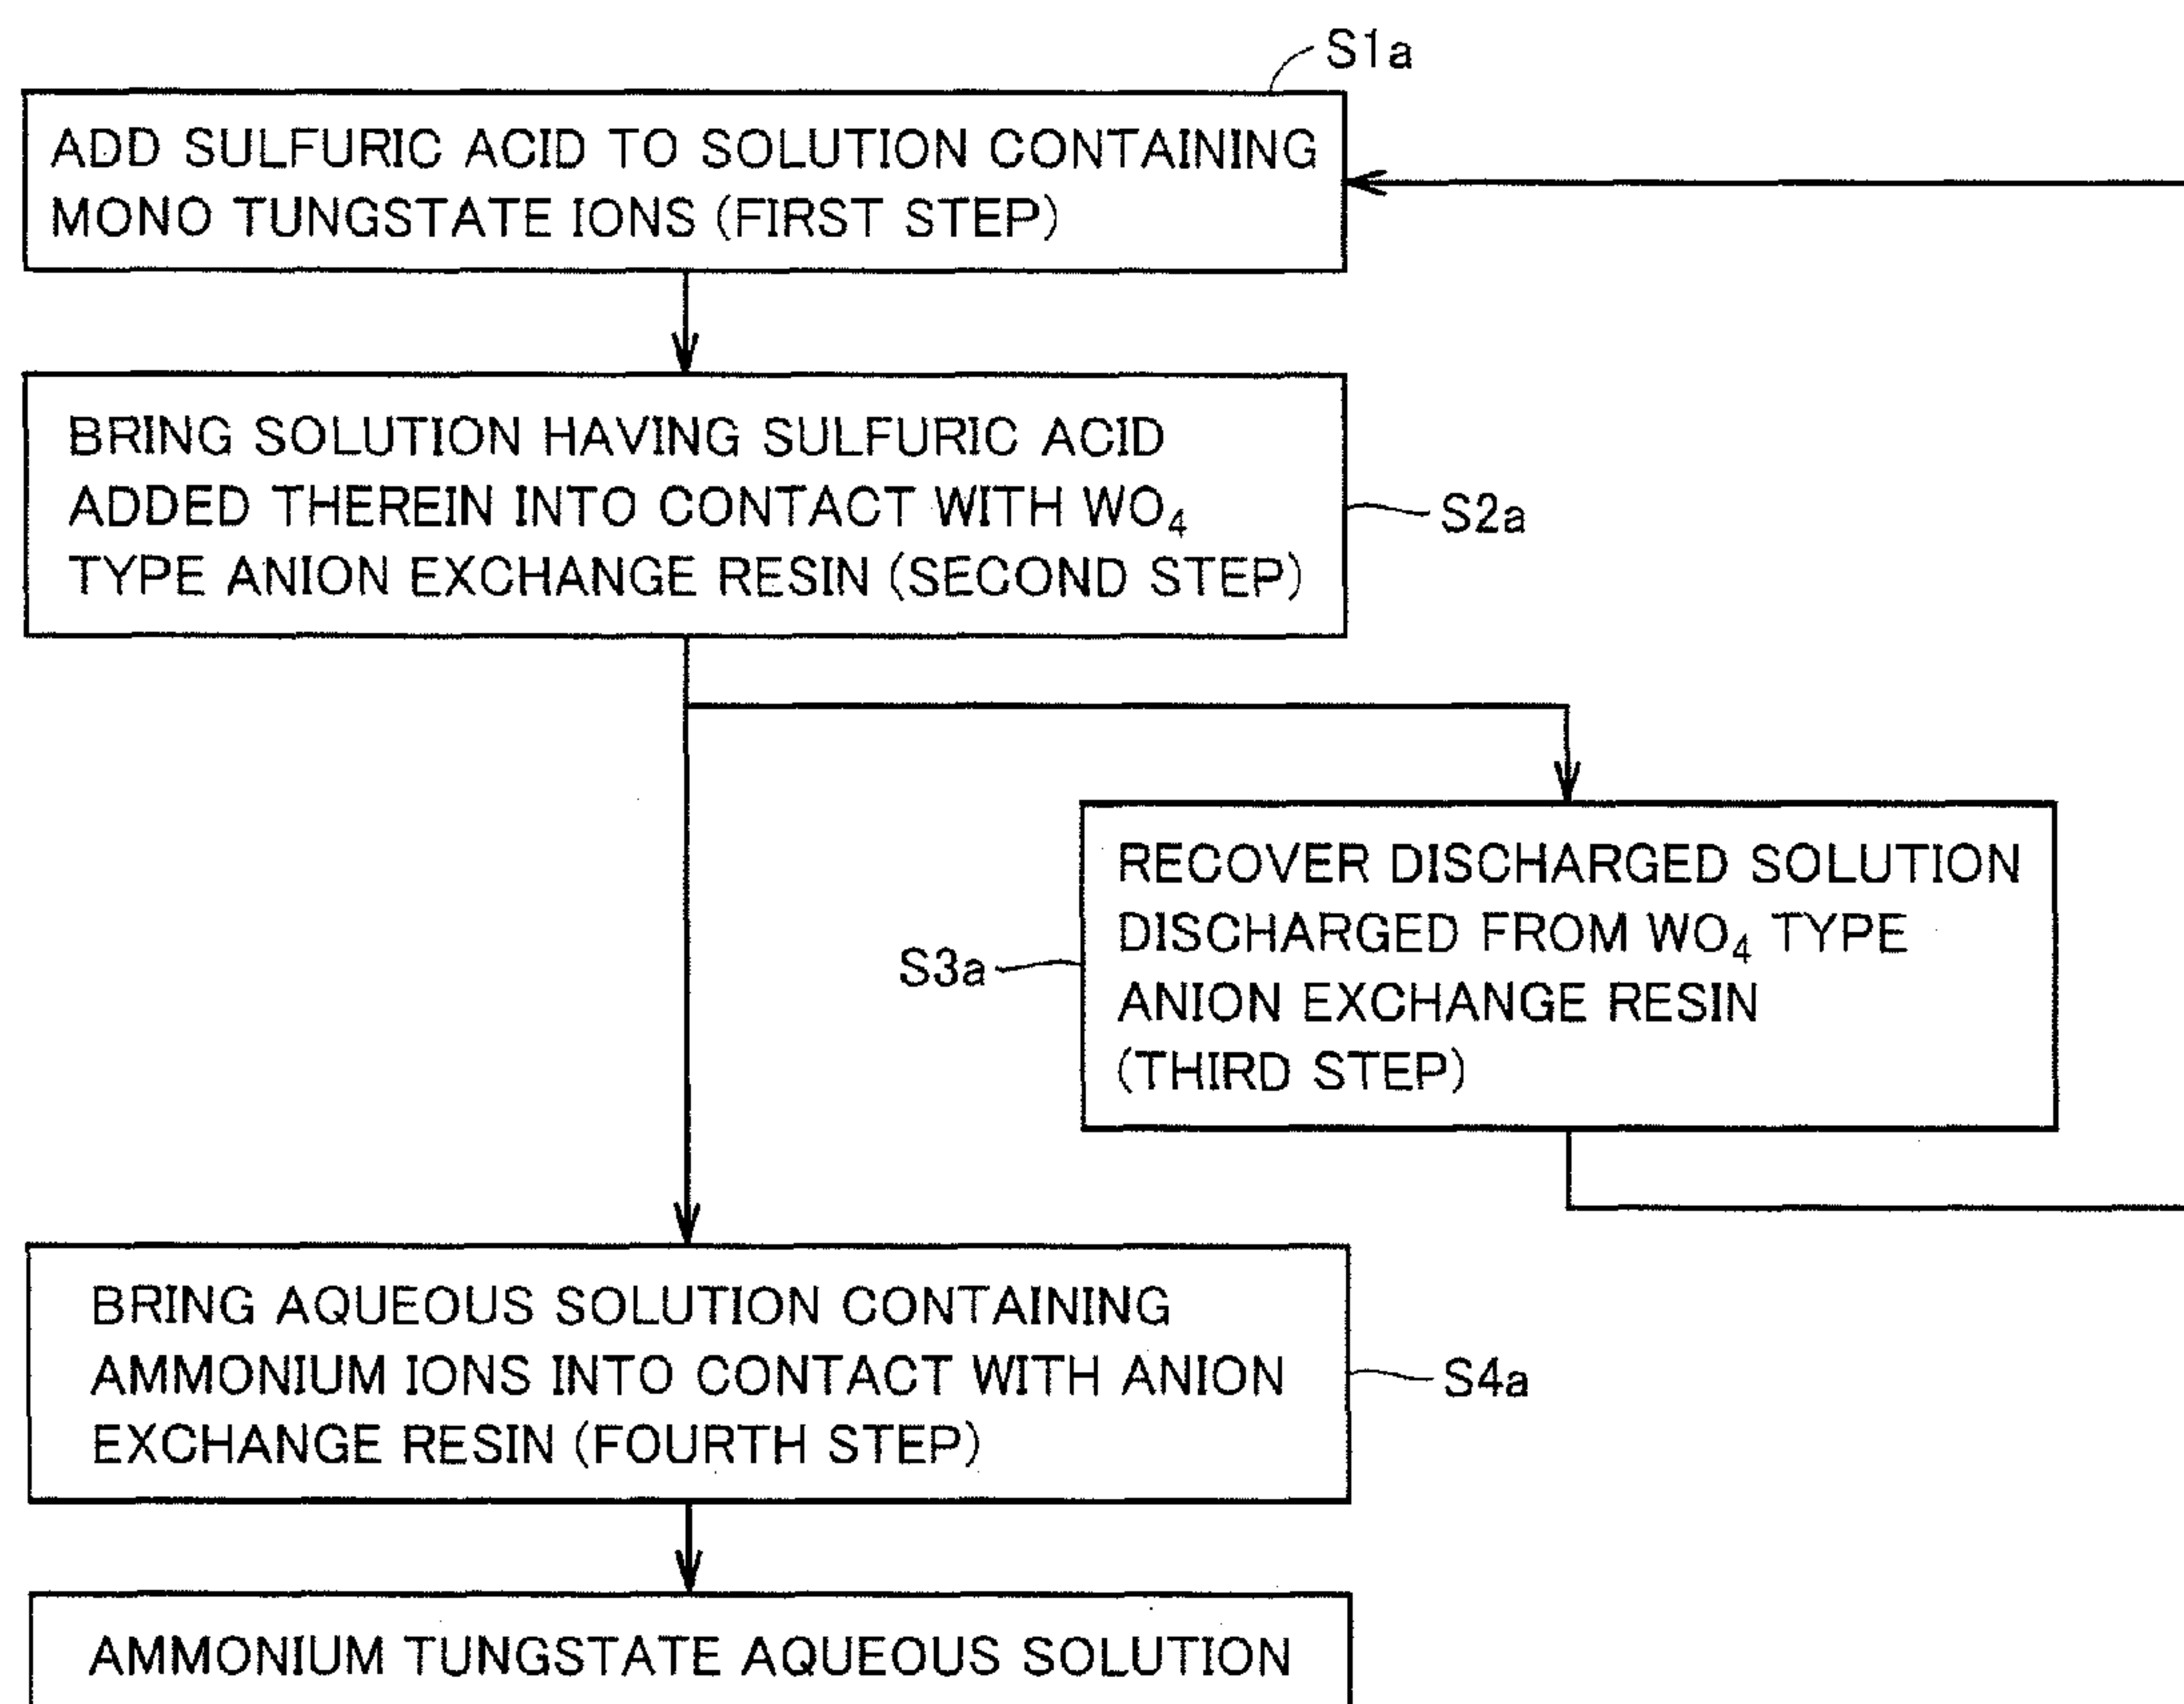 S1a
ADD SULFURIC ACID TO SOLUTION CONTAINING
MONO TUNGSTATE IONS (FIRST STEP)
BRING SOLUTION HAVING SULFURIC ACID
ADDED THEREIN INTO CONTACT WITH WO₄
TYPE ANION EXCHANGE RESIN (SECOND STEP)
S2a
RECOVER DISCHARGED SOLUTION
DISCHARGED FROM WO₄ TYPE
ANION EXCHANGE RESIN
(THIRD STEP)
S3a
BRING AQUEOUS SOLUTION CONTAINING
AMMONIUM IONS INTO CONTACT WITH ANION
EXCHANGE RESIN (FOURTH STEP)
S4a
AMMONIUM TUNGSTATE AQUEOUS SOLUTION